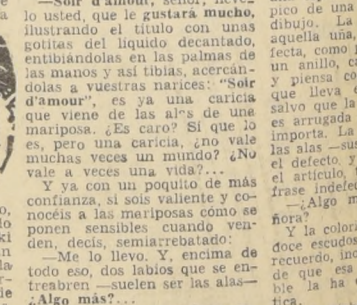 —Soir d'amour, señor, lléve-
lo usted, que le gustará mucho,
ilustrando el título con unas
gotitas del líquido decantado,
entibiándolas en las palmas de
las manos y así tibias, acercán-
dolas a vuestras narices: "Soir
d'amour", es ya una caricia
que viene de las alas de una
mariposa. ¿Es caro? Sí que lo
es, pero una caricia, ¿no vale
muchas veces un mundo? ¿No
vale a veces una vida?...
Y ya con un poquito de más
confianza, si sois valiente y co-
nocéis a las mariposas cómo se
ponen sensibles cuando ven-
den, decís, semiarrebatado:
—Me lo llevo. Y, encima de
todo eso, dos labios que se en-
treabren —suelen ser las alas—
¿Algo más?...
pico de una
dibujo. La
aquella uña,
fecta, como
un anillo, c
y piensa co
que lleva e
salvo que la
es arrugada
importa. La
las alas —su
el defecto, y
el artículo,
frase indefe
—¿Algo m
ñora?
Y la color
doce escudos
recuerdo, inc
de que esa
ble la ha
tica.